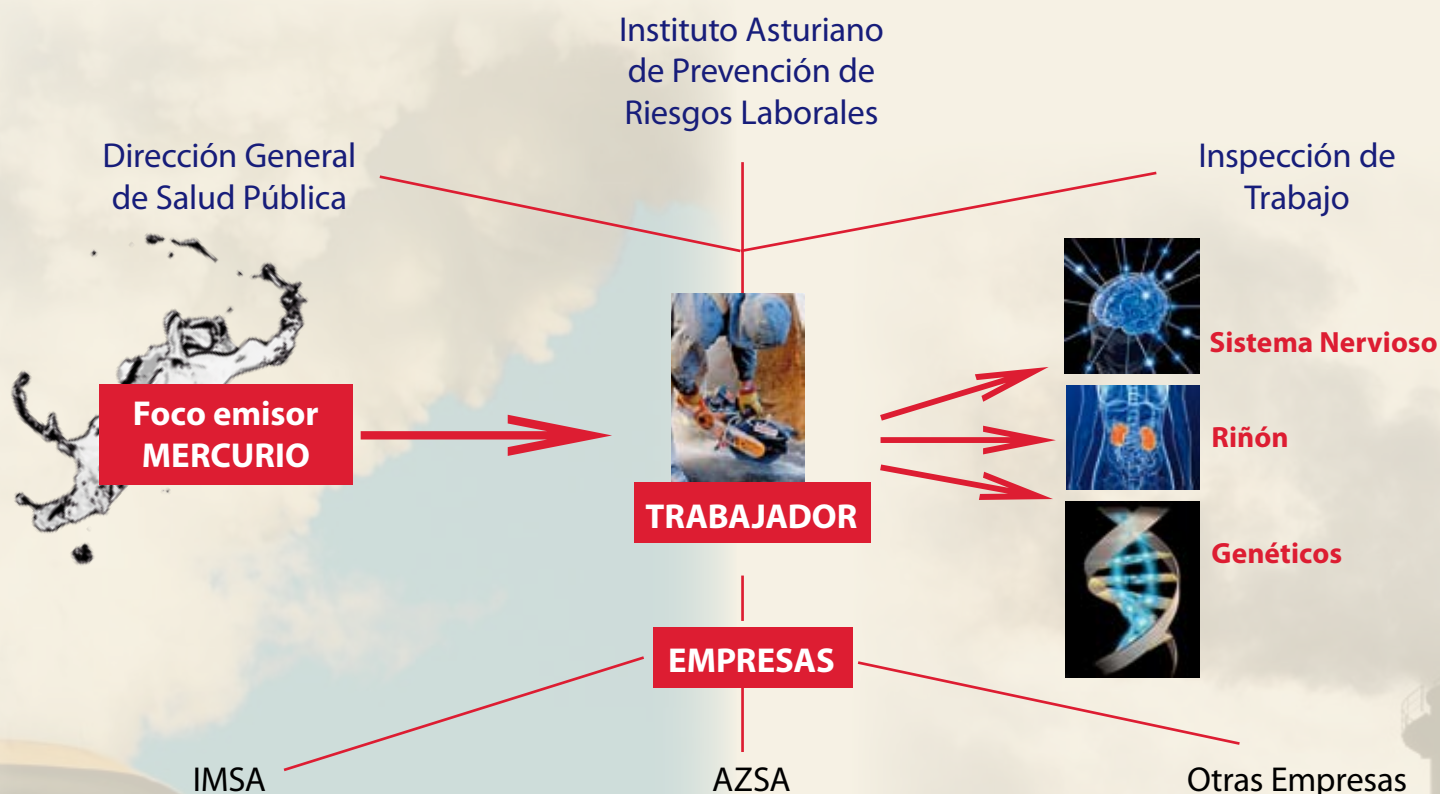 Instituto Asturiano
de Prevención de
Riesgos Laborales
Dirección General
de Salud Pública
Inspección de
Trabajo
Foco emisor
MERCURIO
TRABAJADOR
Sistema Nervioso
Riñón
Genéticos
EMPRESAS
IMSA
AZSA
Otras Empresas